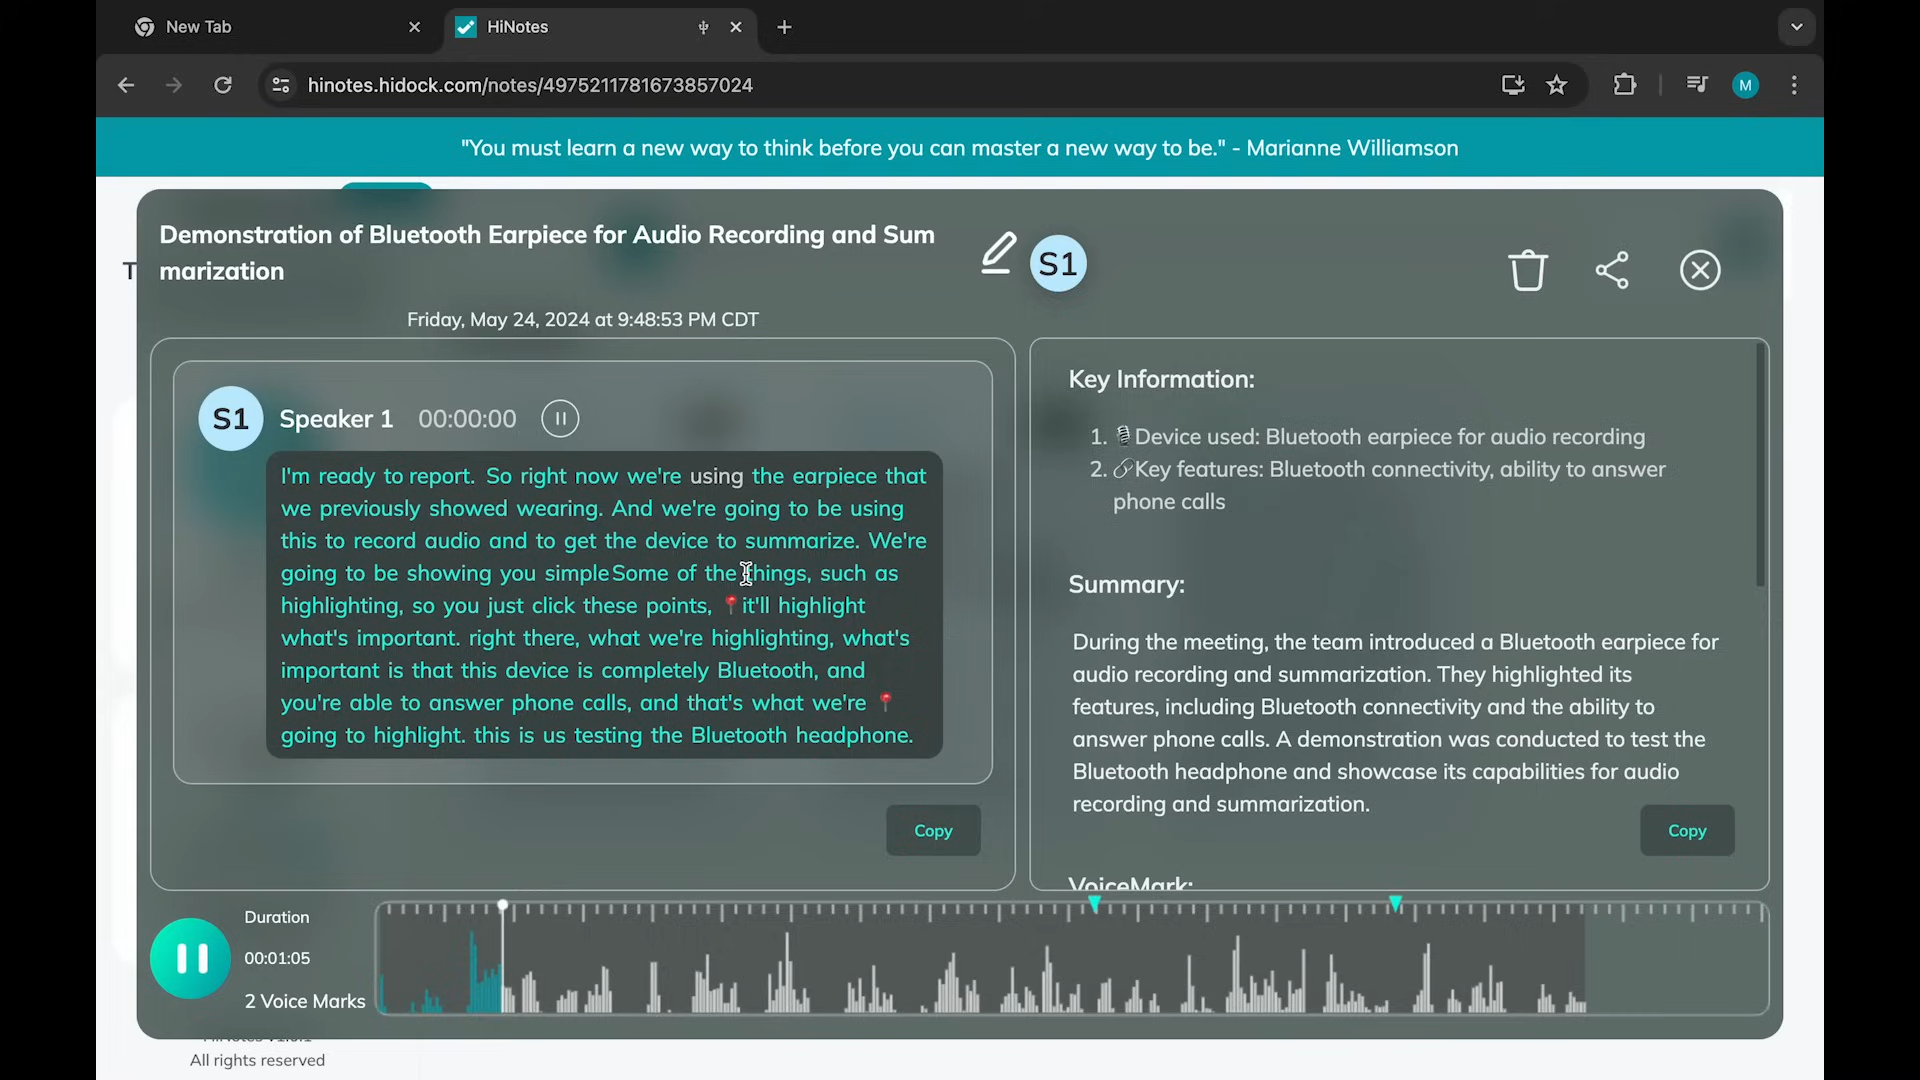 New Tab
HiNotes
hinotes.hidock.com/notes/4975211781673857024
M
"You must learn a new way to think before you can master a new way to be." - Marianne Williamson
T
Demonstration of Bluetooth Earpiece for Audio Recording and Sum
marization
S1
Friday, May 24, 2024 at 9:48:53 PM CDT
S1
Speaker 1
00:00:00
I'm ready to report. So right now we're using the earpiece that
we previously showed wearing. And we're going to be using
this to record audio and to get the device to summarize. We're
going to be showing you simpleSome of the things, such as
highlighting, so you just click these points, 📍it'll highlight
what's important. right there, what we're highlighting, what's
important is that this device is completely Bluetooth, and
you're able to answer phone calls, and that's what we're 📍
going to highlight. this is us testing the Bluetooth headphone.
Copy
Key Information:
1. 🎙Device used: Bluetooth earpiece for audio recording
2. 🔗Key features: Bluetooth connectivity, ability to answer
phone calls
Summary:
During the meeting, the team introduced a Bluetooth earpiece for
audio recording and summarization. They highlighted its
features, including Bluetooth connectivity and the ability to
answer phone calls. A demonstration was conducted to test the
Bluetooth headphone and showcase its capabilities for audio
recording and summarization.
Copy
VoiceMark:
Duration
00:01:05
2 Voice Marks
All rights reserved